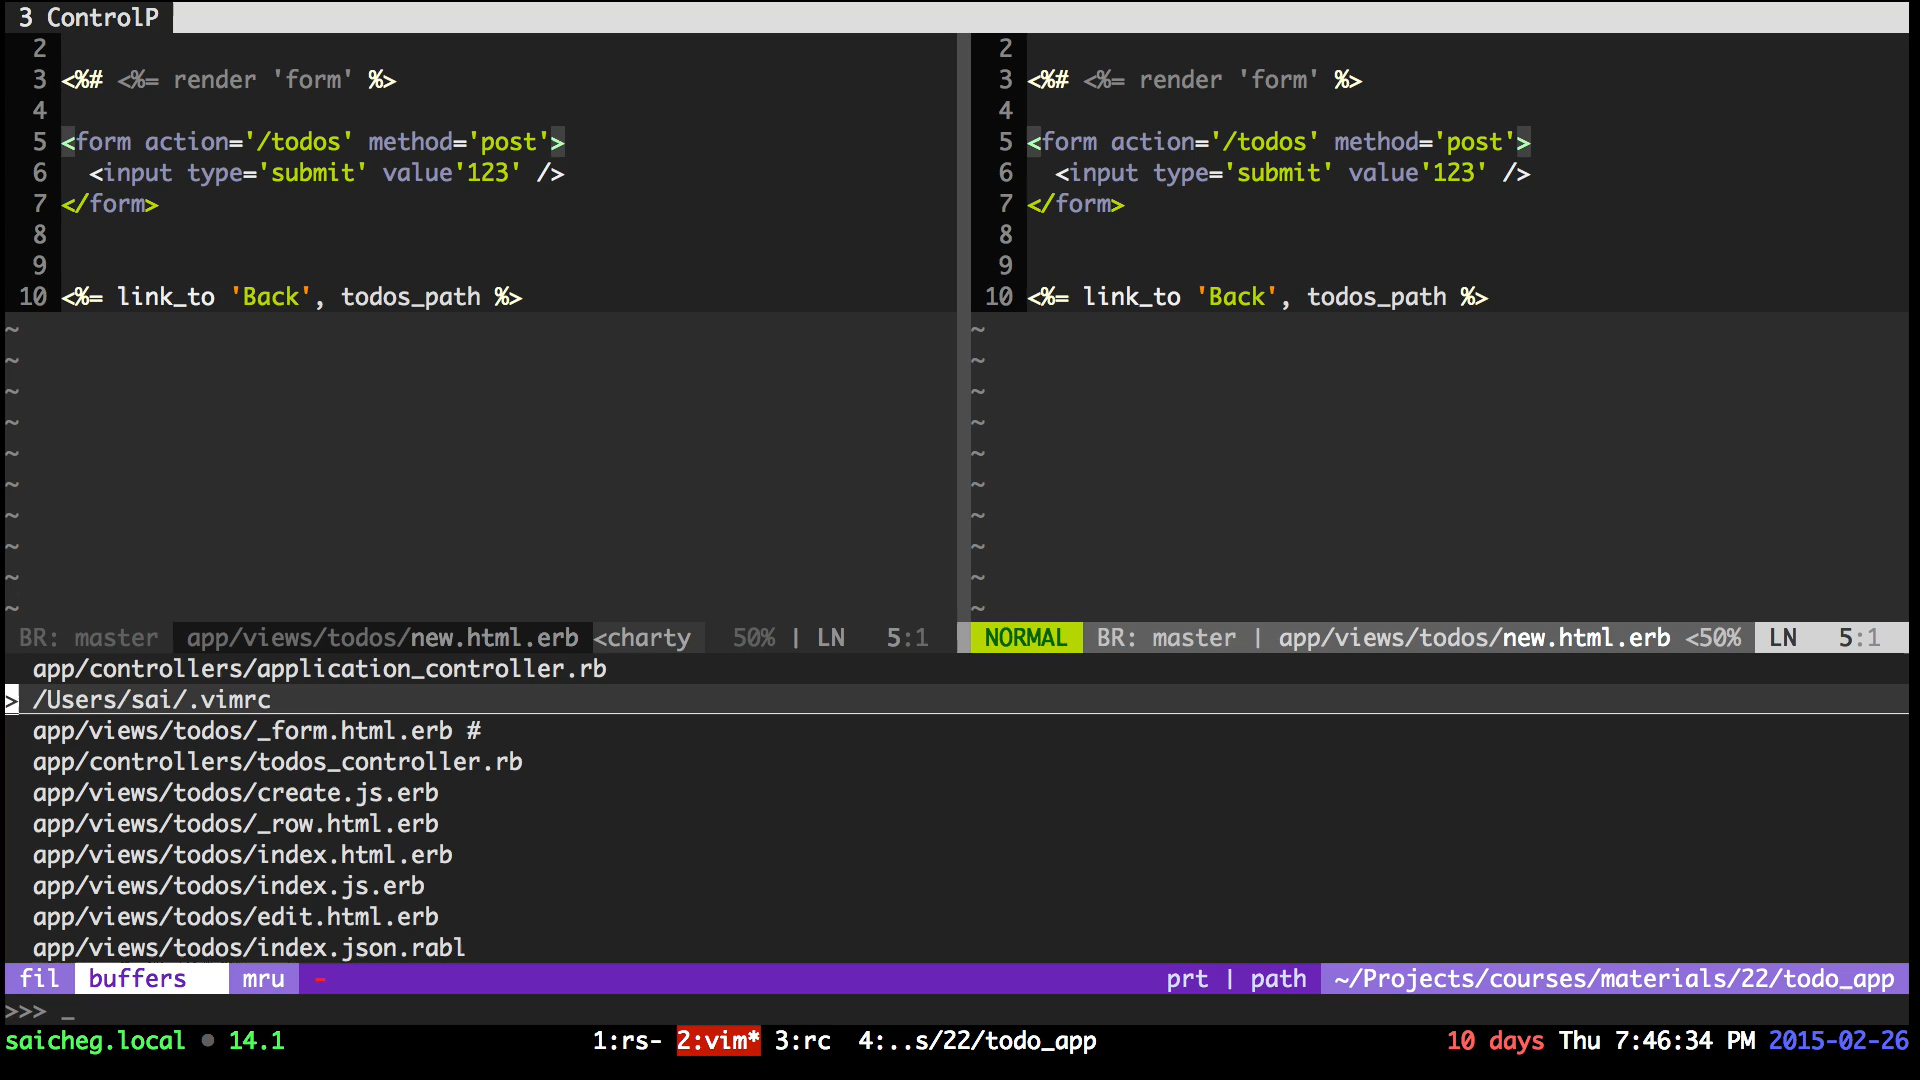 3 ControlP
2
3 <%# <%= render 'form' %>
4
5 <form action='/todos' method='post'>
6   <input type='submit' value'123' />
7 </form>
8
9
10 <%= link_to 'Back', todos_path %>
~
~
~
~
~
~
~
~
~
~
BR: master app/views/todos/new.html.erb <charty 50% | LN 5:1
2
3 <%# <%= render 'form' %>
4
5 <form action='/todos' method='post'>
6   <input type='submit' value'123' />
7 </form>
8
9
10 <%= link_to 'Back', todos_path %>
~
~
~
~
~
~
~
~
~
~
NORMAL BR: master | app/views/todos/new.html.erb <50% LN 5:1
app/controllers/application_controller.rb
> /Users/sai/.vimrc
app/views/todos/_form.html.erb #
app/controllers/todos_controller.rb
app/views/todos/create.js.erb
app/views/todos/_row.html.erb
app/views/todos/index.html.erb
app/views/todos/index.js.erb
app/views/todos/edit.html.erb
app/views/todos/index.json.rabl
fil buffers mru - prt | path ~/Projects/courses/materials/22/todo_app
>>> _
saicheg.local ● 14.1 1:rs- 2:vim* 3:rc 4:..s/22/todo_app 10 days Thu 7:46:34 PM 2015-02-26